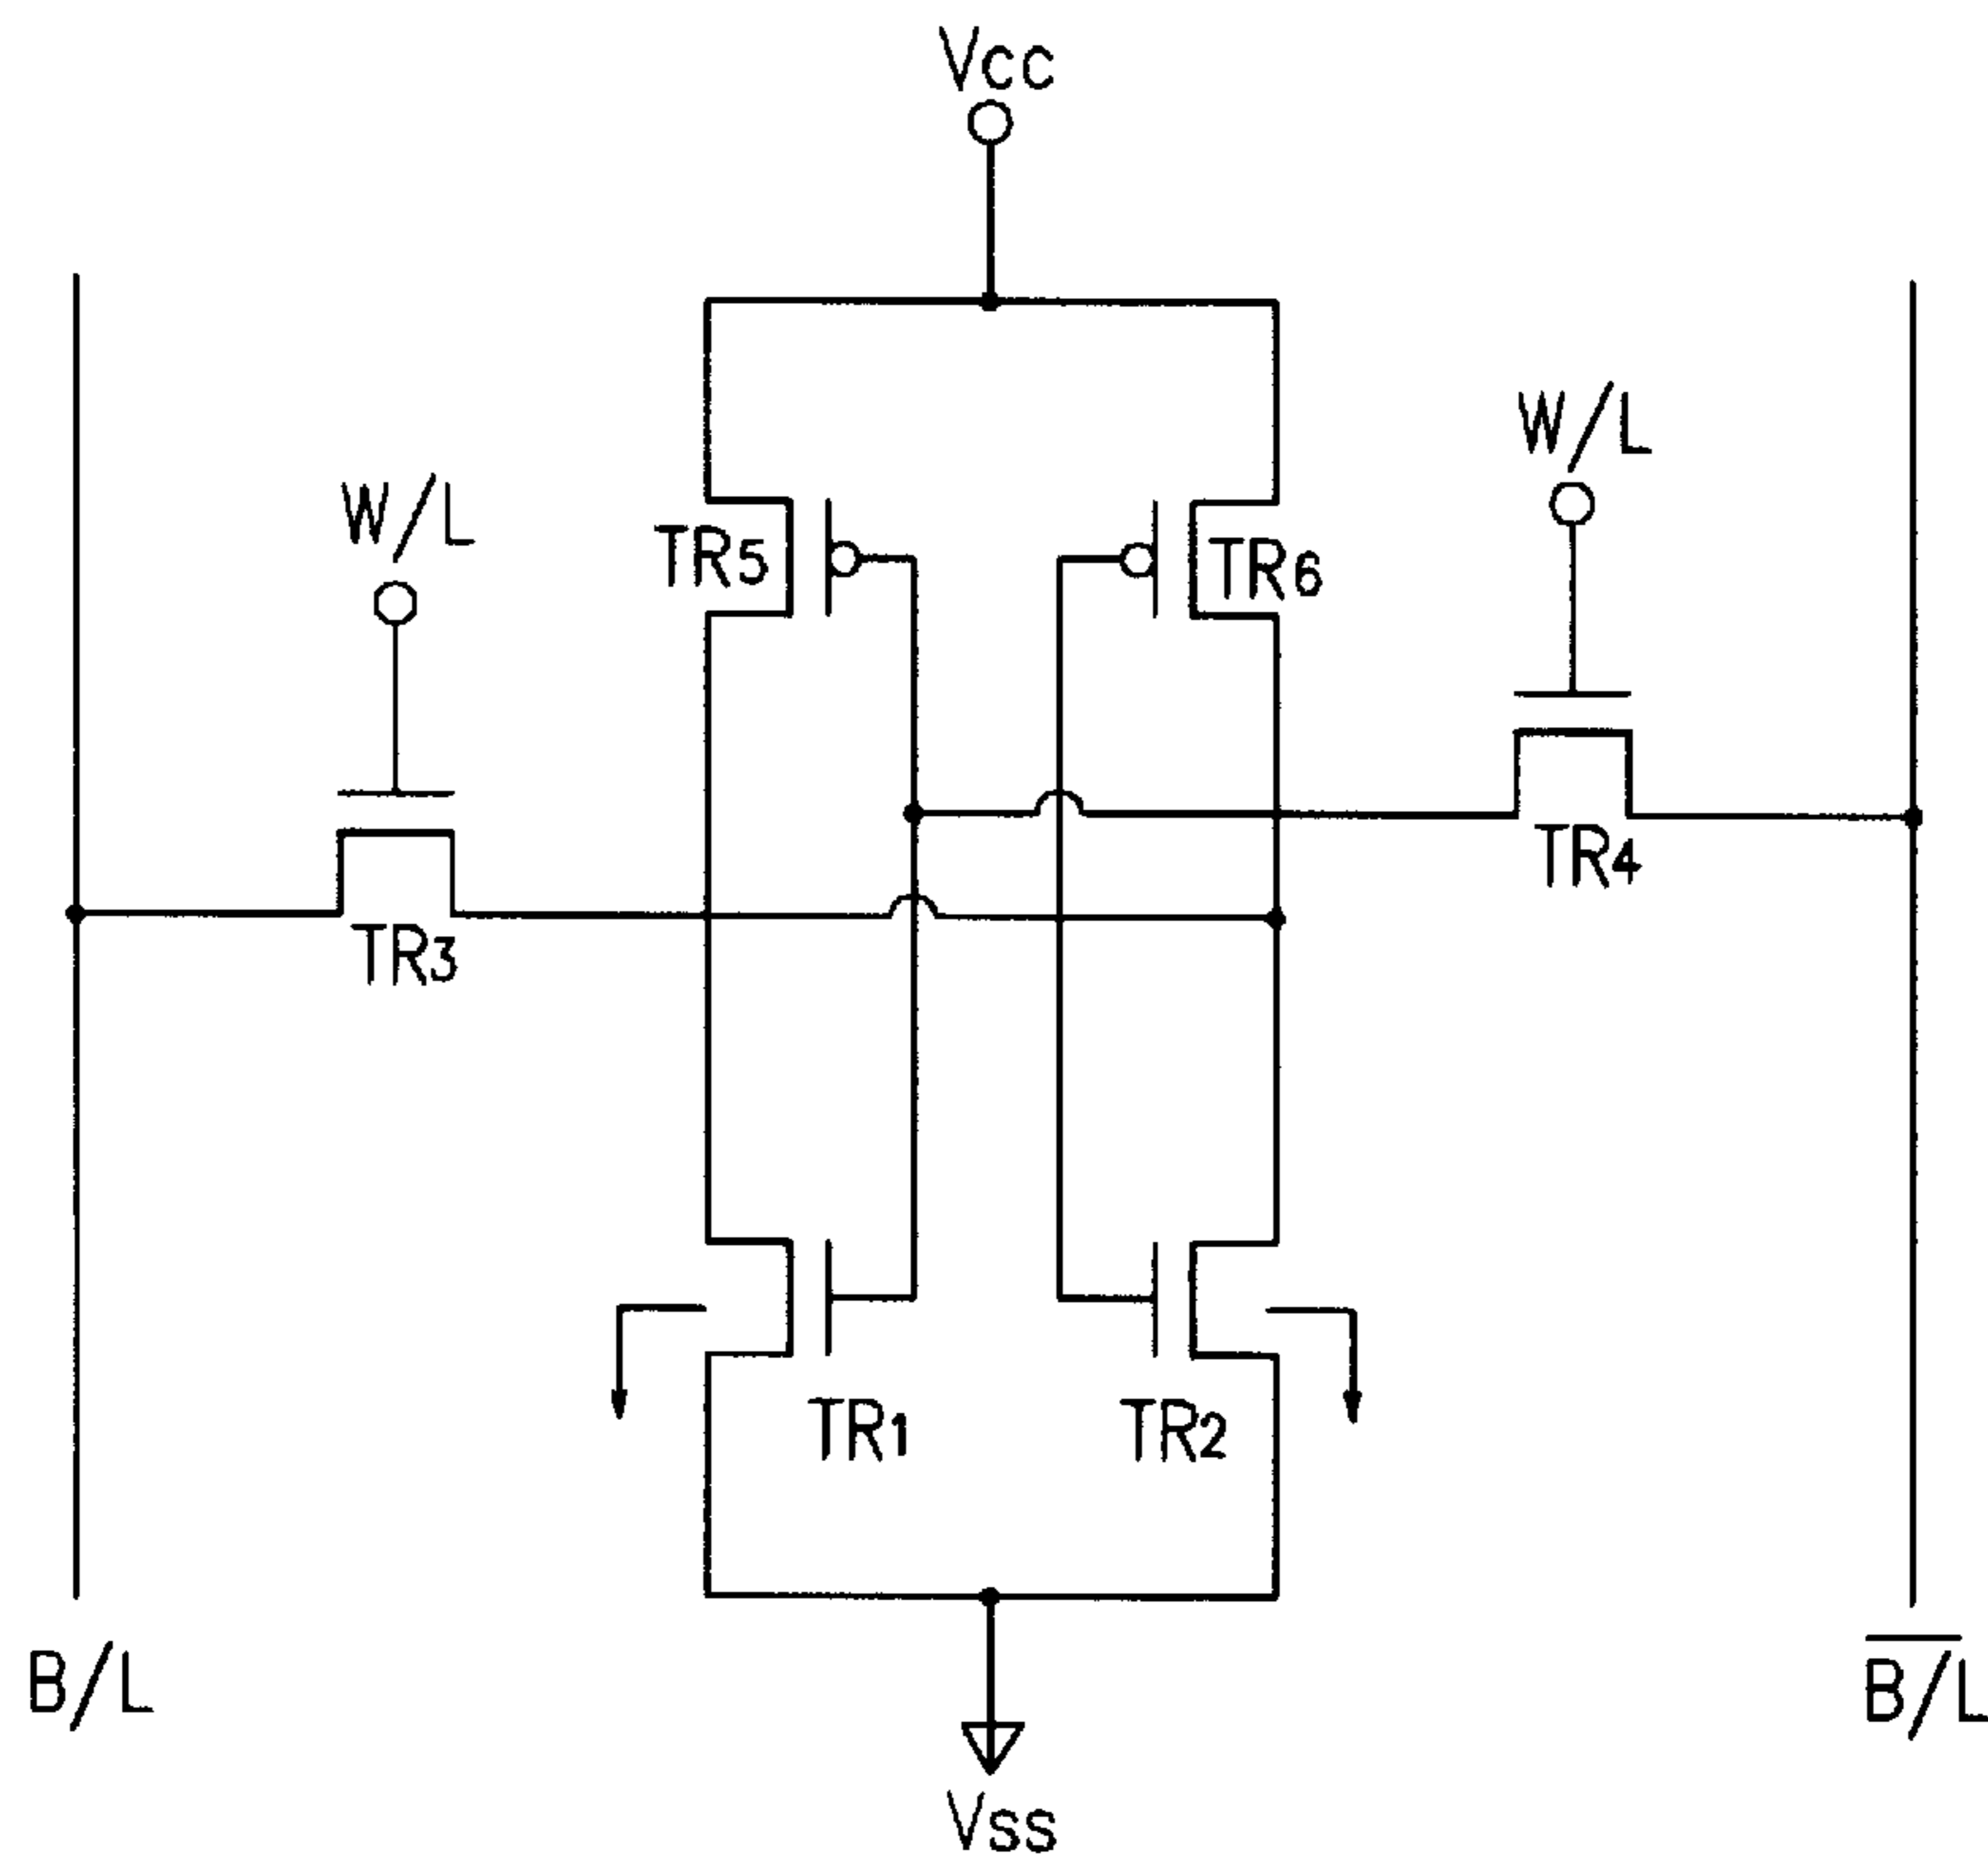 Vcc
W/L
W/L
TR5
TR6
TR4
TR3
TR1
TR2
B/L
B̅/̅L̅
Vss